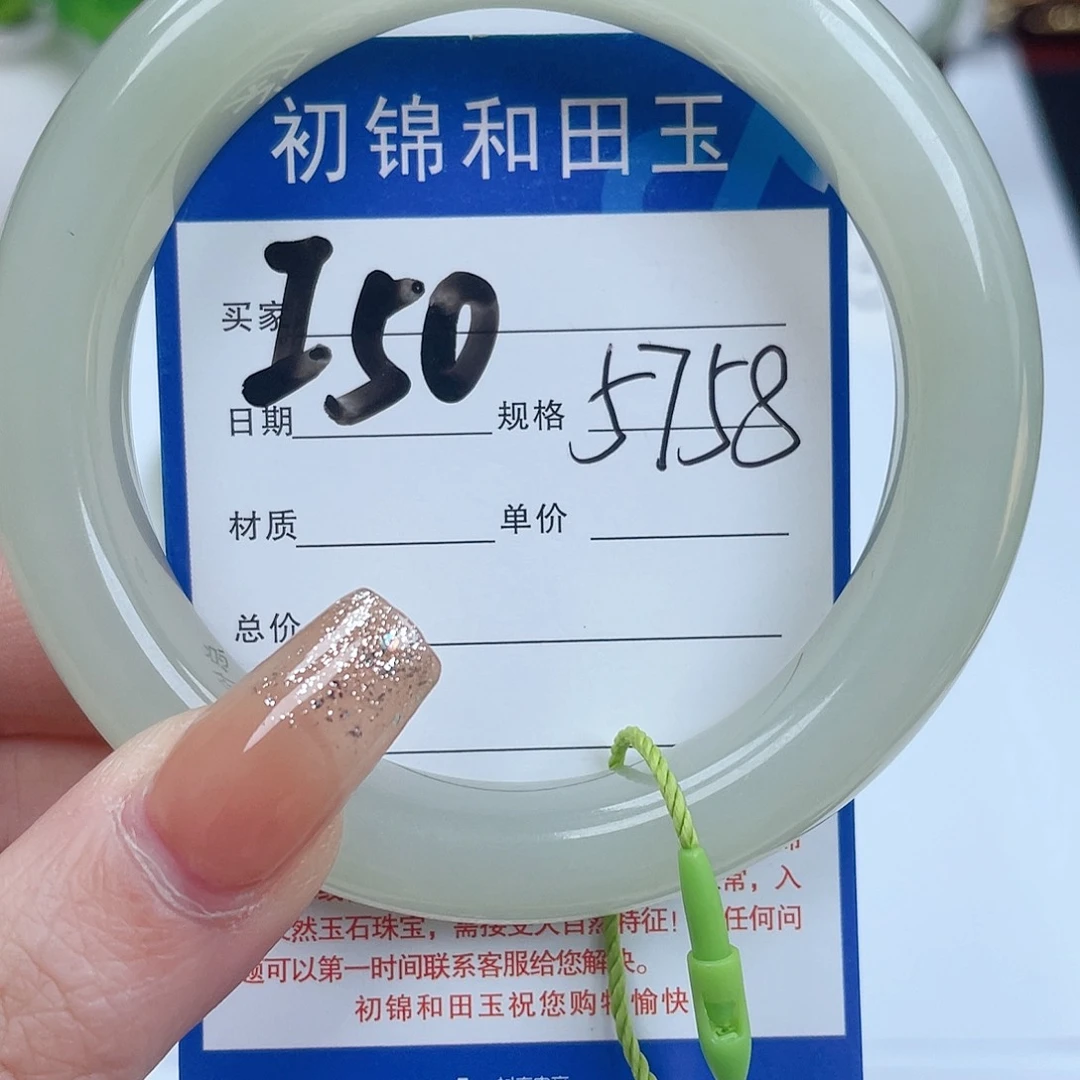 初锦和田玉
买家 I50
日期 规格 5758
材质 单价
总价
常，入
然玉石珠宝，需接受大自然特征！任何问
题可以第一时间联系客服给您解决。
初锦和田玉祝您购物愉快